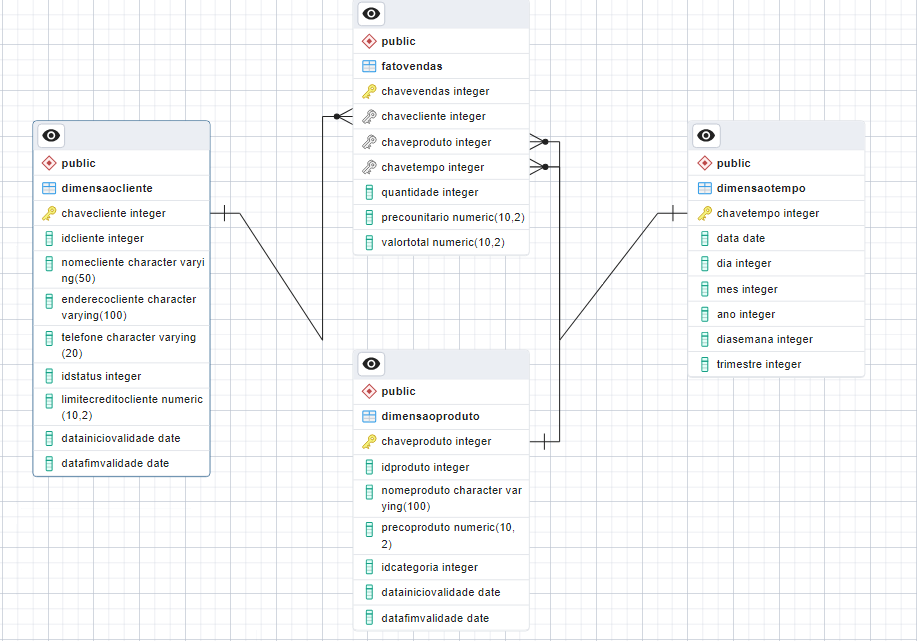 public
fatovendas
chavevendas integer
chavecliente integer
chaveproduto integer
chavetempo integer
quantidade integer
precounitario numeric(10,2)
valortotal numeric(10,2)
public
dimensaocliente
chavecliente integer
idcliente integer
nomecliente character varyi
ng(50)
enderecocliente character
varying(100)
telefone character varying
(20)
idstatus integer
limitecreditocliente numeric
(10,2)
datainiciovalidade date
datafimvalidade date
public
dimensaotempo
chavetempo integer
data date
dia integer
mes integer
ano integer
diasemana integer
trimestre integer
public
dimensaoproduto
chaveproduto integer
idproduto integer
nomeproduto character var
ying(100)
precoproduto numeric(10,
2)
idcategoria integer
datainiciovalidade date
datafimvalidade date